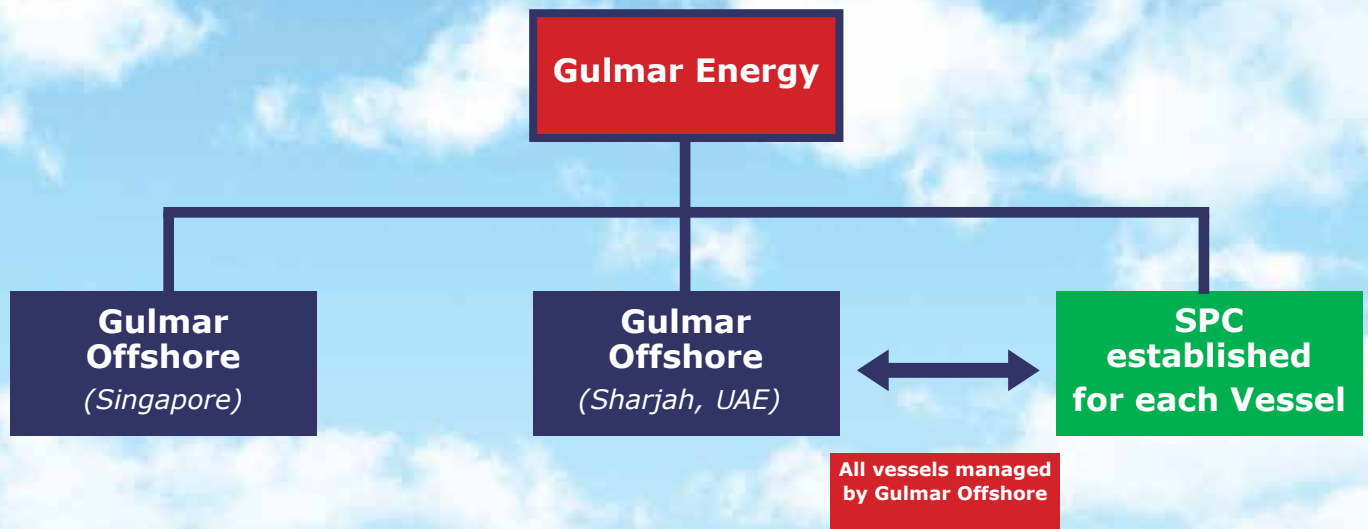 Gulmar Energy
Gulmar
Offshore
(Singapore)
Gulmar
Offshore
(Sharjah, UAE)
SPC
established
for each Vessel
All vessels managed
by Gulmar Offshore